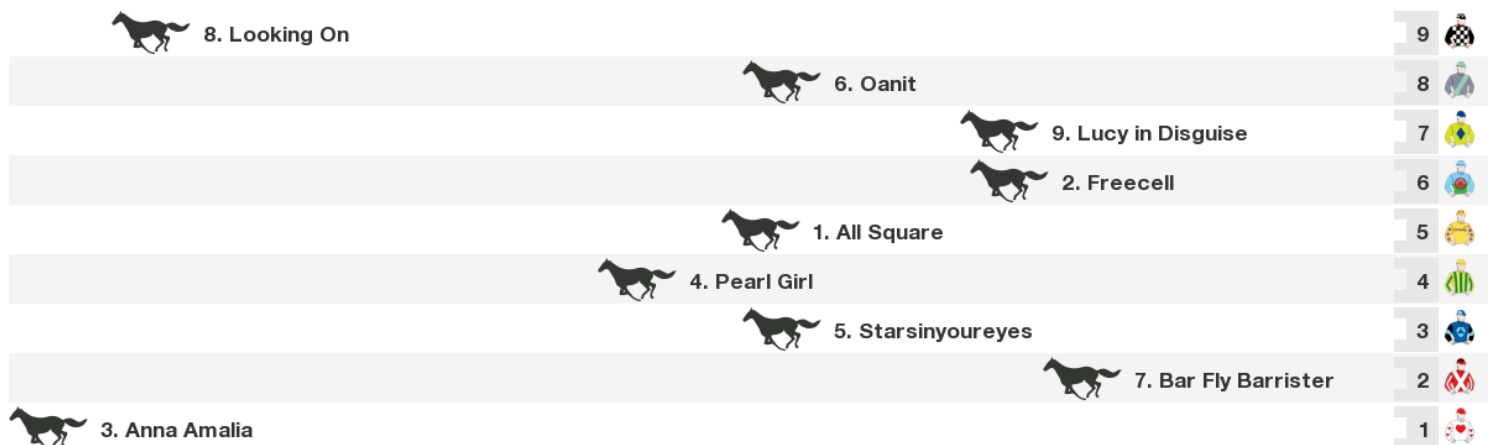 8. Looking On 9
6. Oanit 8
9. Lucy in Disguise 7
2. Freecell 6
1. All Square 5
4. Pearl Girl 4
5. Starsinyoureyes 3
7. Bar Fly Barrister 2
3. Anna Amalia 1